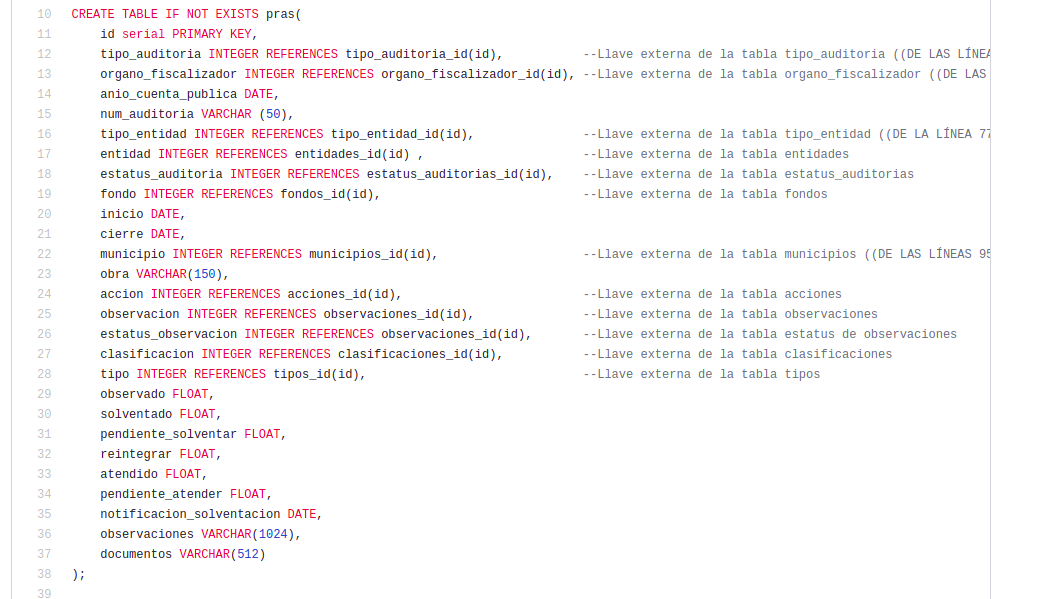 10 CREATE TABLE IF NOT EXISTS pras(
11     id serial PRIMARY KEY,
12     tipo_auditoria INTEGER REFERENCES tipo_auditoria_id(id),           --Llave externa de la tabla tipo_auditoria ((DE LAS LÍNEA
13     organo_fiscalizador INTEGER REFERENCES organo_fiscalizador_id(id), --Llave externa de la tabla organo_fiscalizador ((DE LAS
14     anio_cuenta_publica DATE,
15     num_auditoria VARCHAR (50),
16     tipo_entidad INTEGER REFERENCES tipo_entidad_id(id),               --Llave externa de la tabla tipo_entidad ((DE LA LÍNEA 77
17     entidad INTEGER REFERENCES entidades_id(id) ,                      --Llave externa de la tabla entidades
18     estatus_auditoria INTEGER REFERENCES estatus_auditorias_id(id),    --Llave externa de la tabla estatus_auditorias
19     fondo INTEGER REFERENCES fondos_id(id),                            --Llave externa de la tabla fondos
20     inicio DATE,
21     cierre DATE,
22     municipio INTEGER REFERENCES municipios_id(id),                    --Llave externa de la tabla municipios ((DE LAS LÍNEAS 95
23     obra VARCHAR(150),
24     accion INTEGER REFERENCES acciones_id(id),                         --Llave externa de la tabla acciones
25     observacion INTEGER REFERENCES observaciones_id(id),               --Llave externa de la tabla observaciones
26     estatus_observacion INTEGER REFERENCES observaciones_id(id),       --Llave externa de la tabla estatus de observaciones
27     clasificacion INTEGER REFERENCES clasificaciones_id(id),           --Llave externa de la tabla clasificaciones
28     tipo INTEGER REFERENCES tipos_id(id),                              --Llave externa de la tabla tipos
29     observado FLOAT,
30     solventado FLOAT,
31     pendiente_solventar FLOAT,
32     reintegrar FLOAT,
33     atendido FLOAT,
34     pendiente_atender FLOAT,
35     notificacion_solventacion DATE,
36     observaciones VARCHAR(1024),
37     documentos VARCHAR(512)
38 );
39